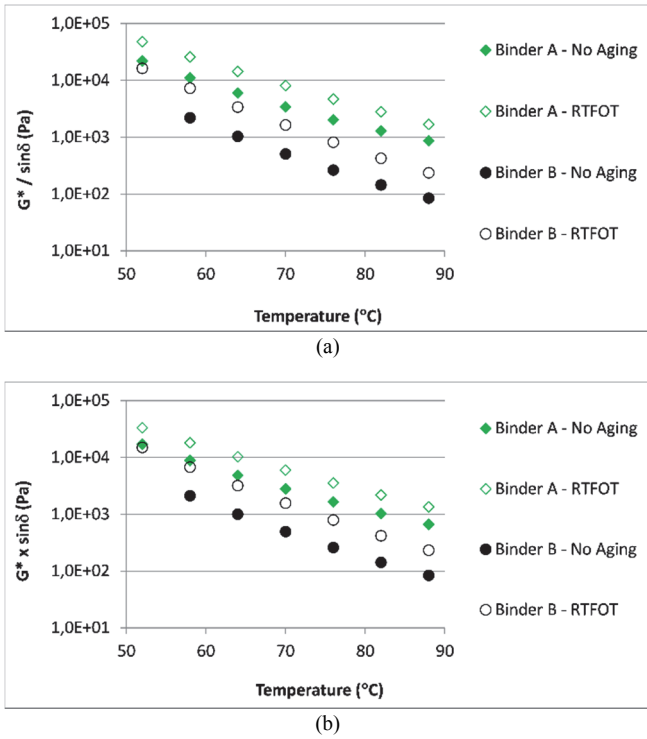 1,0E+05
1,0E+04
1,0E+03
1,0E+02
1,0E+01
G* / sinδ (Pa)
50 60 70 80 90
Temperature (°C)
Binder A - No Aging
Binder A - RTFOT
Binder B - No Aging
Binder B - RTFOT
(a)
1,0E+05
1,0E+04
1,0E+03
1,0E+02
1,0E+01
G* x sinδ (Pa)
50 60 70 80 90
Temperature (°C)
Binder A - No Aging
Binder A - RTFOT
Binder B - No Aging
Binder B - RTFOT
(b)